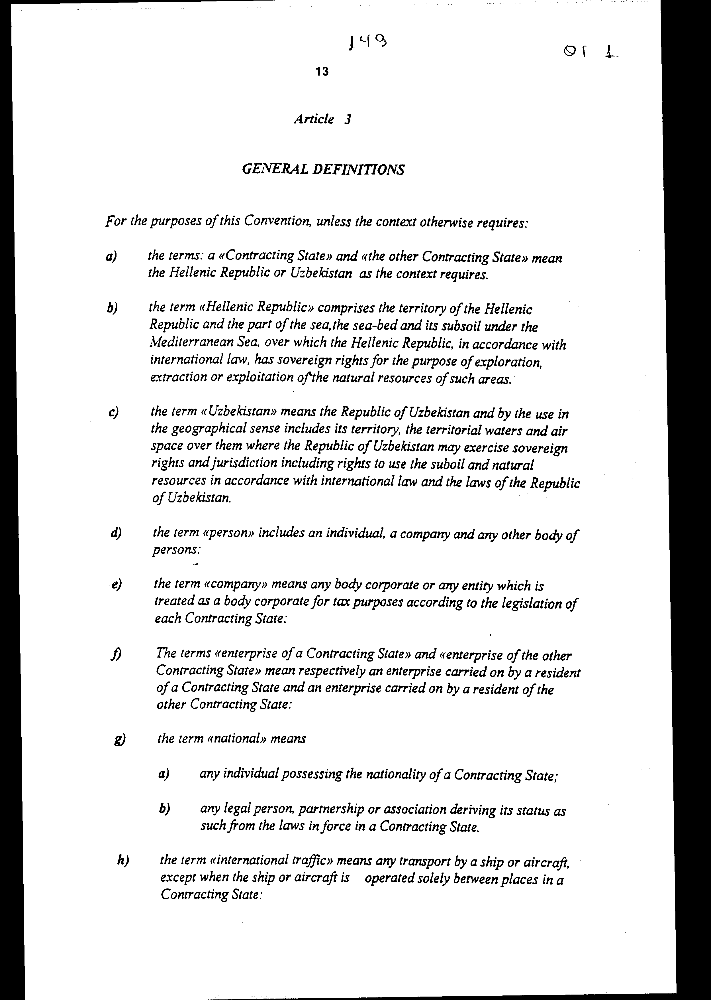 149
13
Article 3
GENERAL DEFINITIONS
For the purposes of this Convention, unless the context otherwise requires:
a) the terms: a «Contracting State» and «the other Contracting State» mean
the Hellenic Republic or Uzbekistan as the context requires.
b) the term «Hellenic Republic» comprises the territory of the Hellenic
Republic and the part of the sea,the sea-bed and its subsoil under the
Mediterranean Sea, over which the Hellenic Republic, in accordance with
international law, has sovereign rights for the purpose of exploration,
extraction or exploitation of the natural resources of such areas.
c) the term «Uzbekistan» means the Republic of Uzbekistan and by the use in
the geographical sense includes its territory, the territorial waters and air
space over them where the Republic of Uzbekistan may exercise sovereign
rights and jurisdiction including rights to use the suboil and natural
resources in accordance with international law and the laws of the Republic
of Uzbekistan.
d) the term «person» includes an individual, a company and any other body of
persons:
e) the term «company» means any body corporate or any entity which is
treated as a body corporate for tax purposes according to the legislation of
each Contracting State:
f) The terms «enterprise of a Contracting State» and «enterprise of the other
Contracting State» mean respectively an enterprise carried on by a resident
of a Contracting State and an enterprise carried on by a resident of the
other Contracting State:
g) the term «national» means
a) any individual possessing the nationality of a Contracting State;
b) any legal person, partnership or association deriving its status as
such from the laws in force in a Contracting State.
h) the term «international traffic» means any transport by a ship or aircraft,
except when the ship or aircraft is operated solely between places in a
Contracting State: